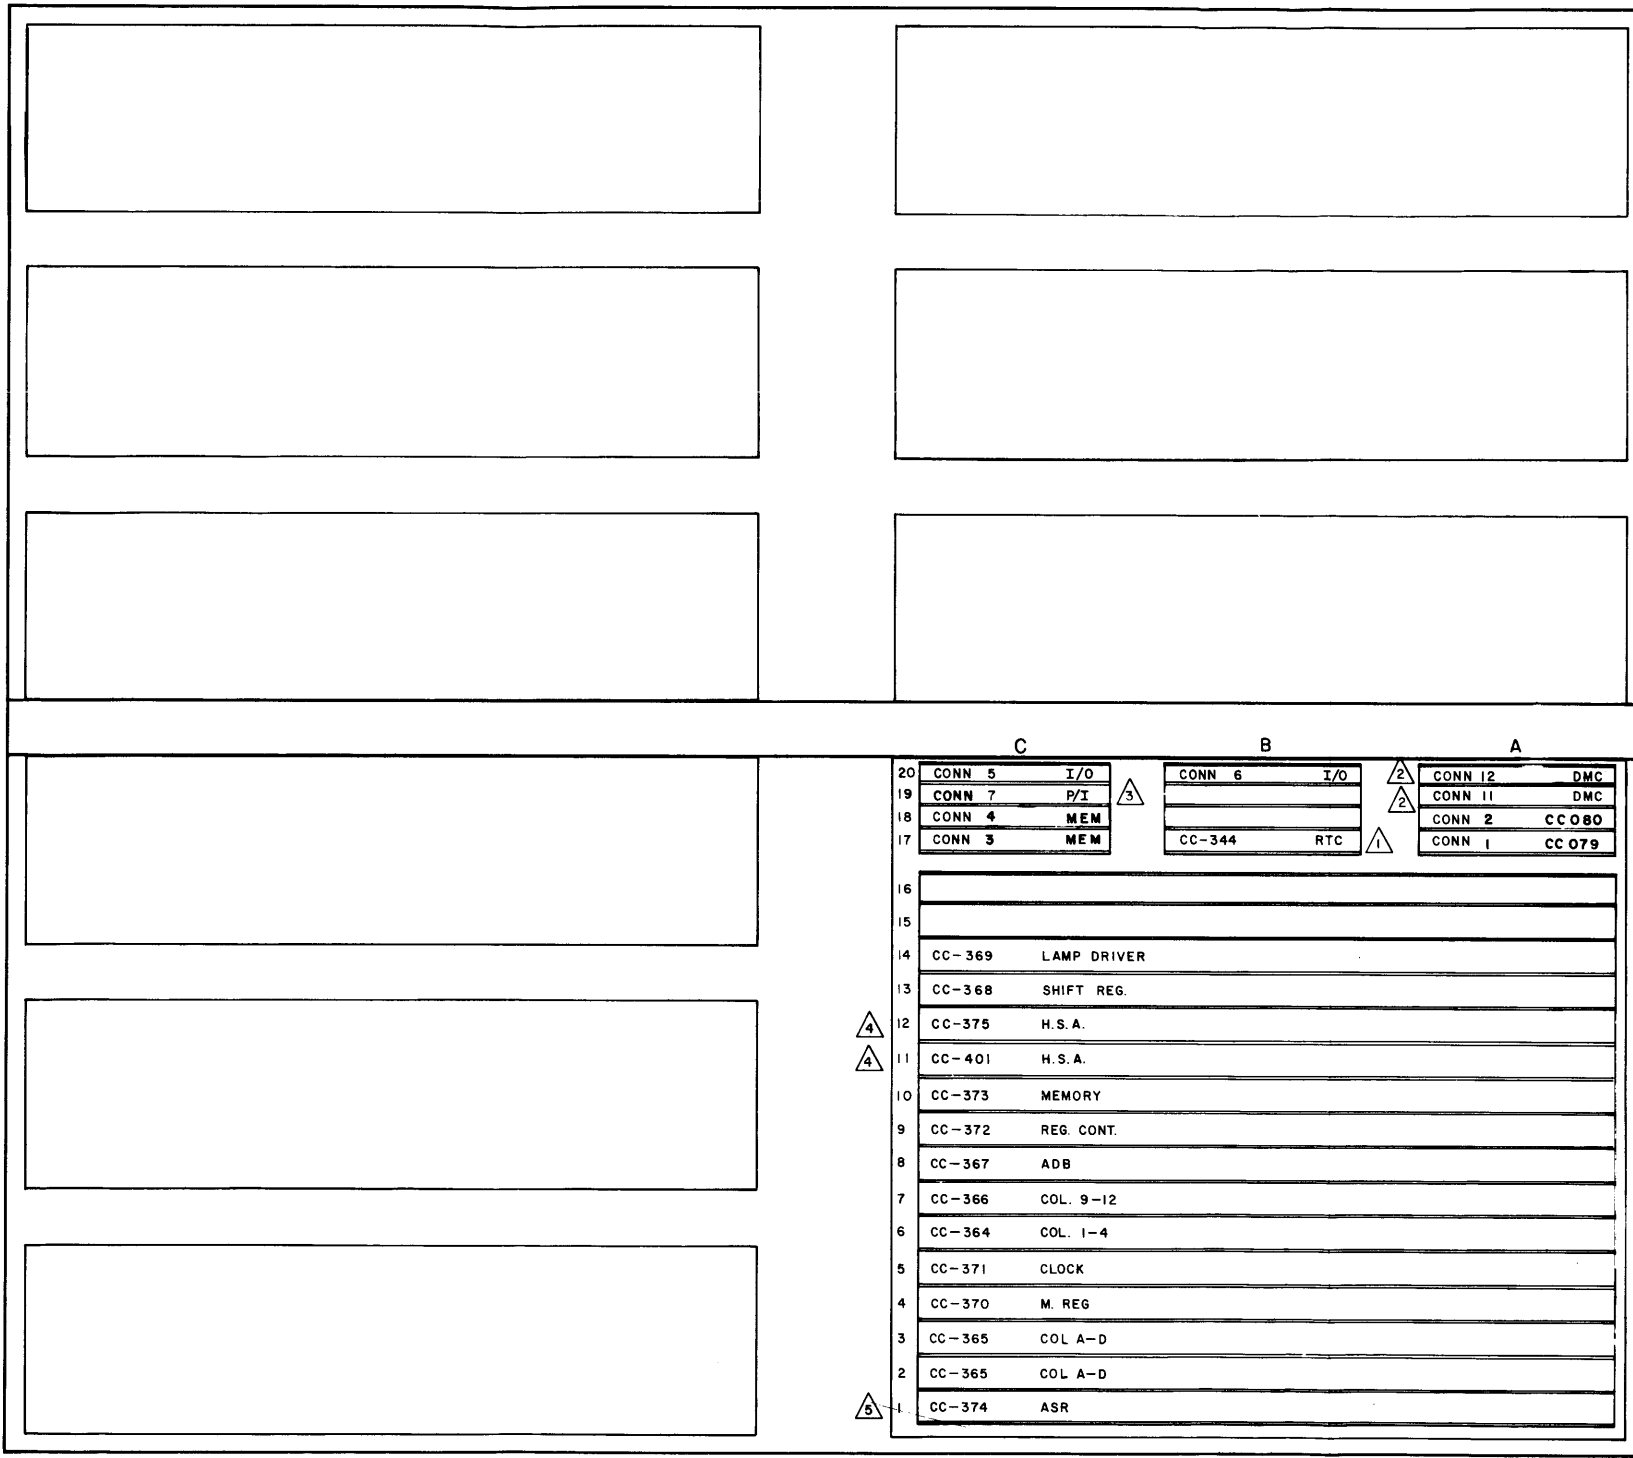 C B A
20 CONN 5 I/O CONN 6 I/O 2 CONN 12 DMC
19 CONN 7 P/I 3 2 CONN 11 DMC
18 CONN 4 MEM CONN 2 CC080
17 CONN 3 MEM CC-344 RTC 1 CONN 1 CC079
16
15
14 CC-369 LAMP DRIVER
13 CC-368 SHIFT REG.
4 12 CC-375 H.S.A.
4 11 CC-401 H.S.A.
10 CC-373 MEMORY
9 CC-372 REG. CONT.
8 CC-367 ADB
7 CC-366 COL. 9-12
6 CC-364 COL. 1-4
5 CC-371 CLOCK
4 CC-370 M. REG
3 CC-365 COL A-D
2 CC-365 COL A-D
5 1 CC-374 ASR